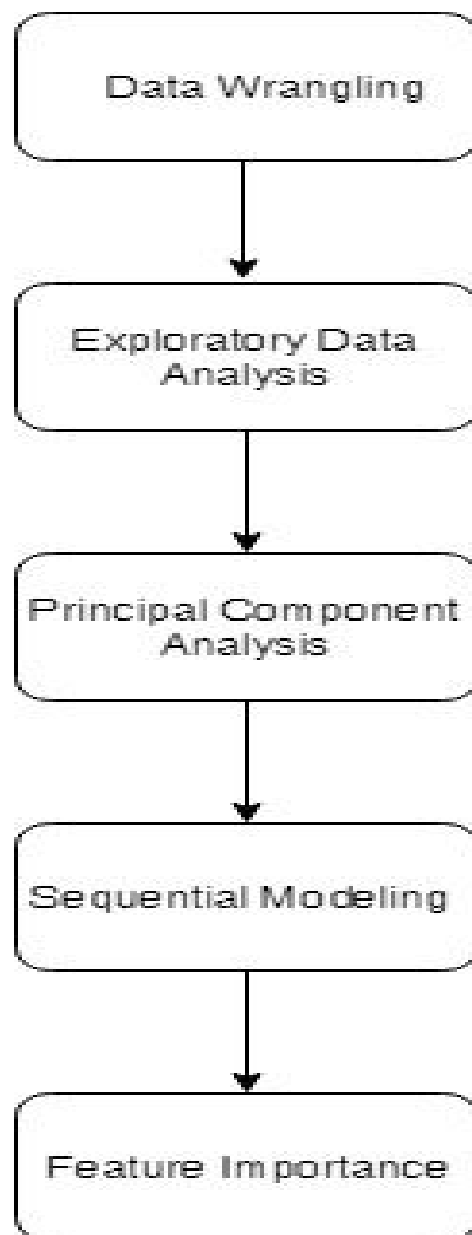 Data Wrangling
Exploratory Data
Analysis
Principal Component
Analysis
Sequential Modeling
Feature Importance